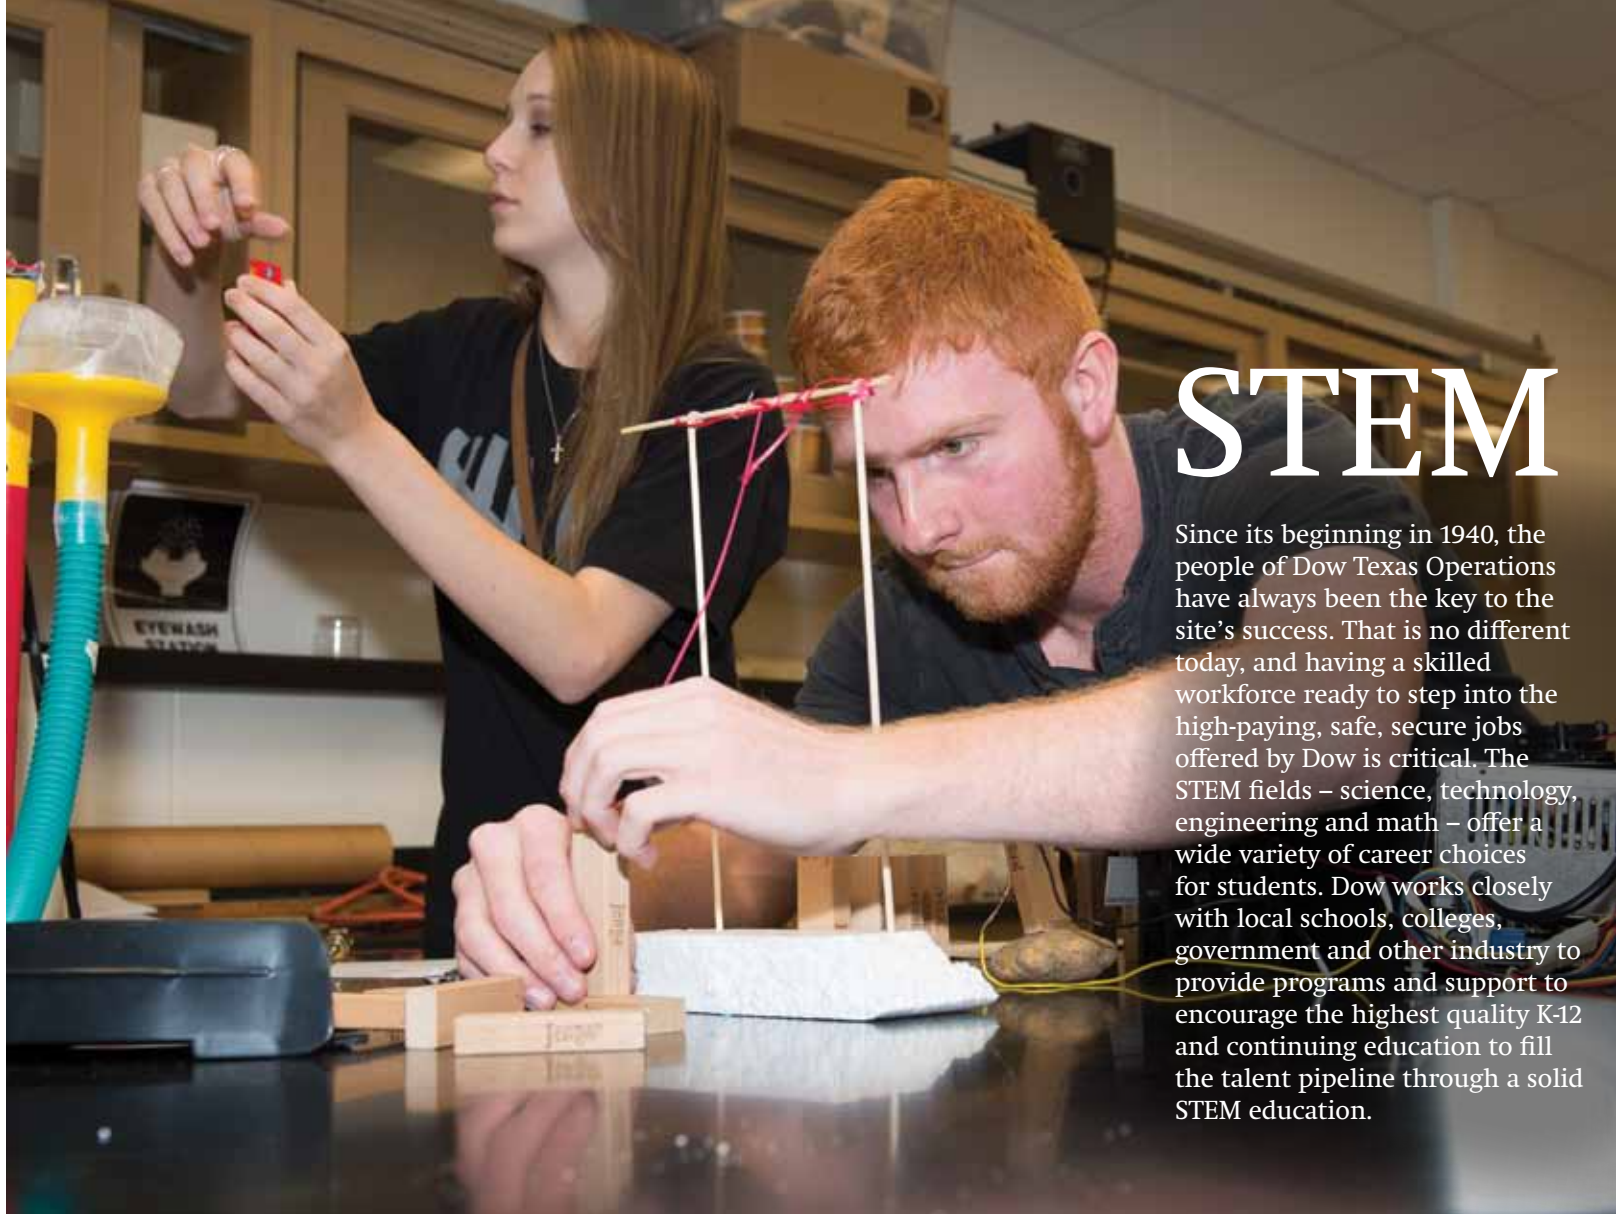 STEM
Since its beginning in 1940, the
people of Dow Texas Operations
have always been the key to the
site's success. That is no different
today, and having a skilled
workforce ready to step into the
high-paying, safe, secure jobs
offered by Dow is critical. The
STEM fields – science, technology,
engineering and math – offer a
wide variety of career choices
for students. Dow works closely
with local schools, colleges,
government and other industry to
provide programs and support to
encourage the highest quality K-12
and continuing education to fill
the talent pipeline through a solid
STEM education.
EYEWASH
STATION
Jenga